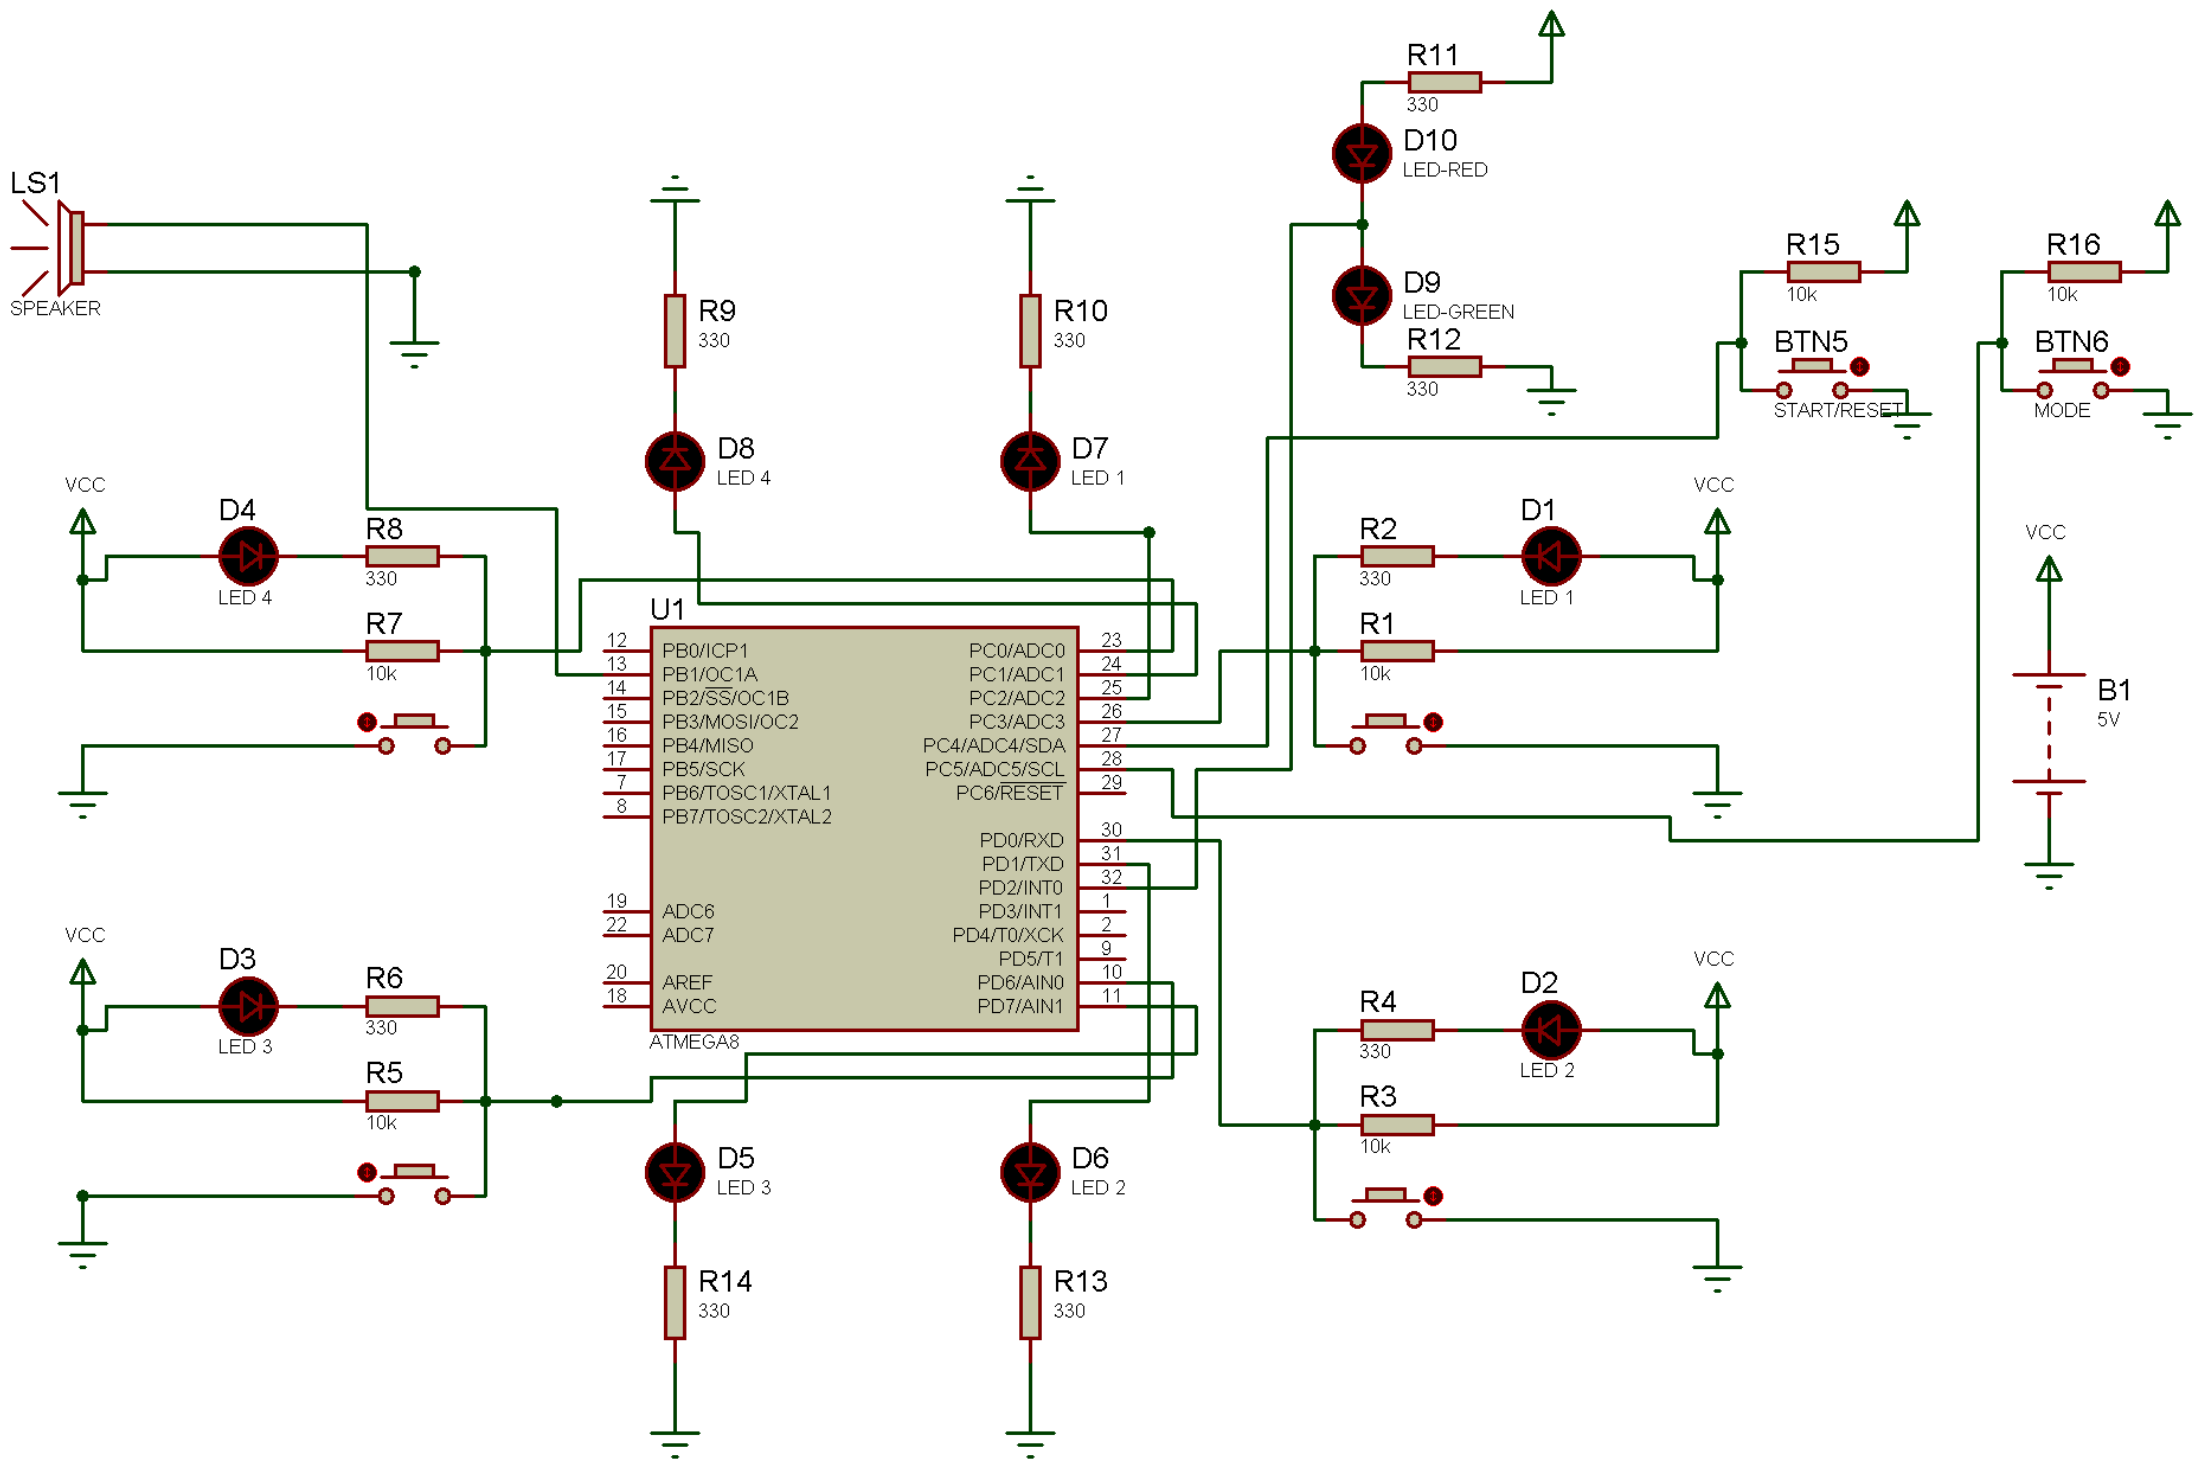 R11
330
D10
LED-RED
LS1
SPEAKER
R9
330
R10
330
D9
LED-GREEN
R12
330
R15
10k
BTN5
START/RESET
R16
10k
BTN6
MODE
D8
LED 4
D7
LED 1
VCC
D4
LED 4
R8
330
R7
10k
VCC
R2
330
D1
LED 1
R1
10k
VCC
B1
5V
U1
12 PB0/ICP1
13 PB1/OC1A
14 PB2/SS/OC1B
15 PB3/MOSI/OC2
16 PB4/MISO
17 PB5/SCK
7 PB6/TOSC1/XTAL1
8 PB7/TOSC2/XTAL2
19 ADC6
22 ADC7
20 AREF
18 AVCC
PC0/ADC0 23
PC1/ADC1 24
PC2/ADC2 25
PC3/ADC3 26
PC4/ADC4/SDA 27
PC5/ADC5/SCL 28
PC6/RESET 29
PD0/RXD 30
PD1/TXD 31
PD2/INT0 32
PD3/INT1 1
PD4/T0/XCK 2
PD5/T1 9
PD6/AIN0 10
PD7/AIN1 11
ATMEGA8
VCC
D3
LED 3
R6
330
R5
10k
VCC
R4
330
D2
LED 2
R3
10k
D5
LED 3
D6
LED 2
R14
330
R13
330